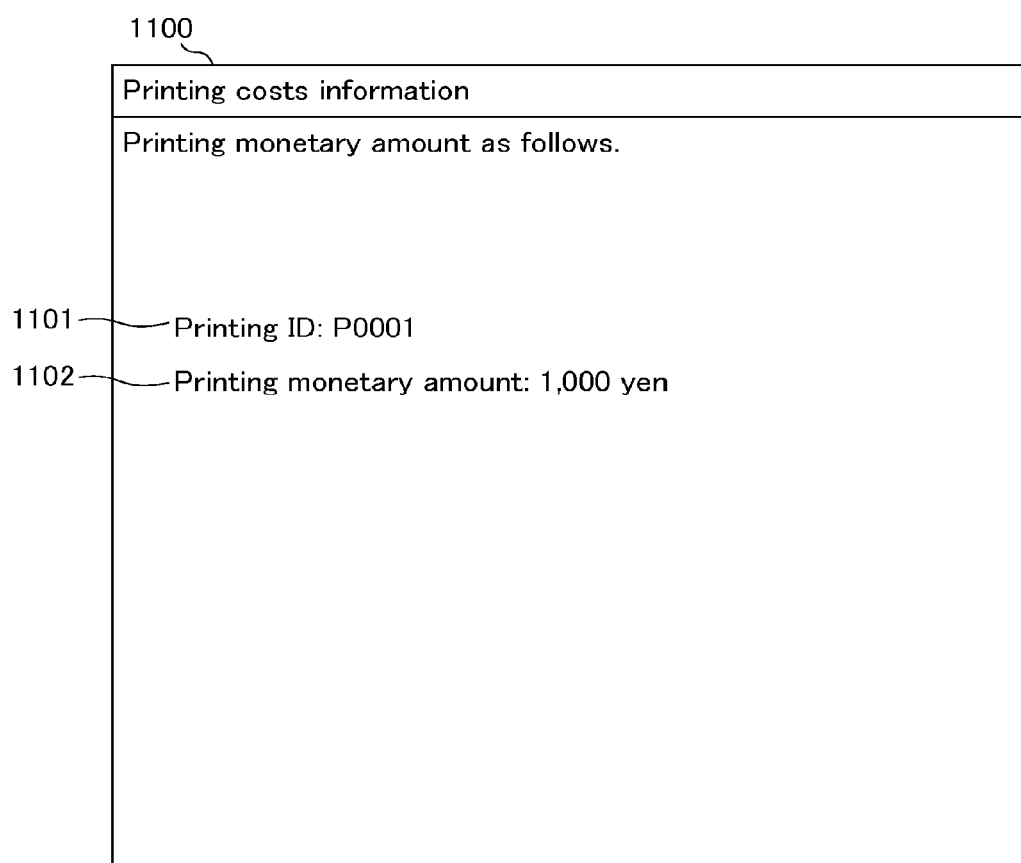 1100
Printing costs information
Printing monetary amount as follows.
1101 Printing ID: P0001
1102 Printing monetary amount: 1,000 yen